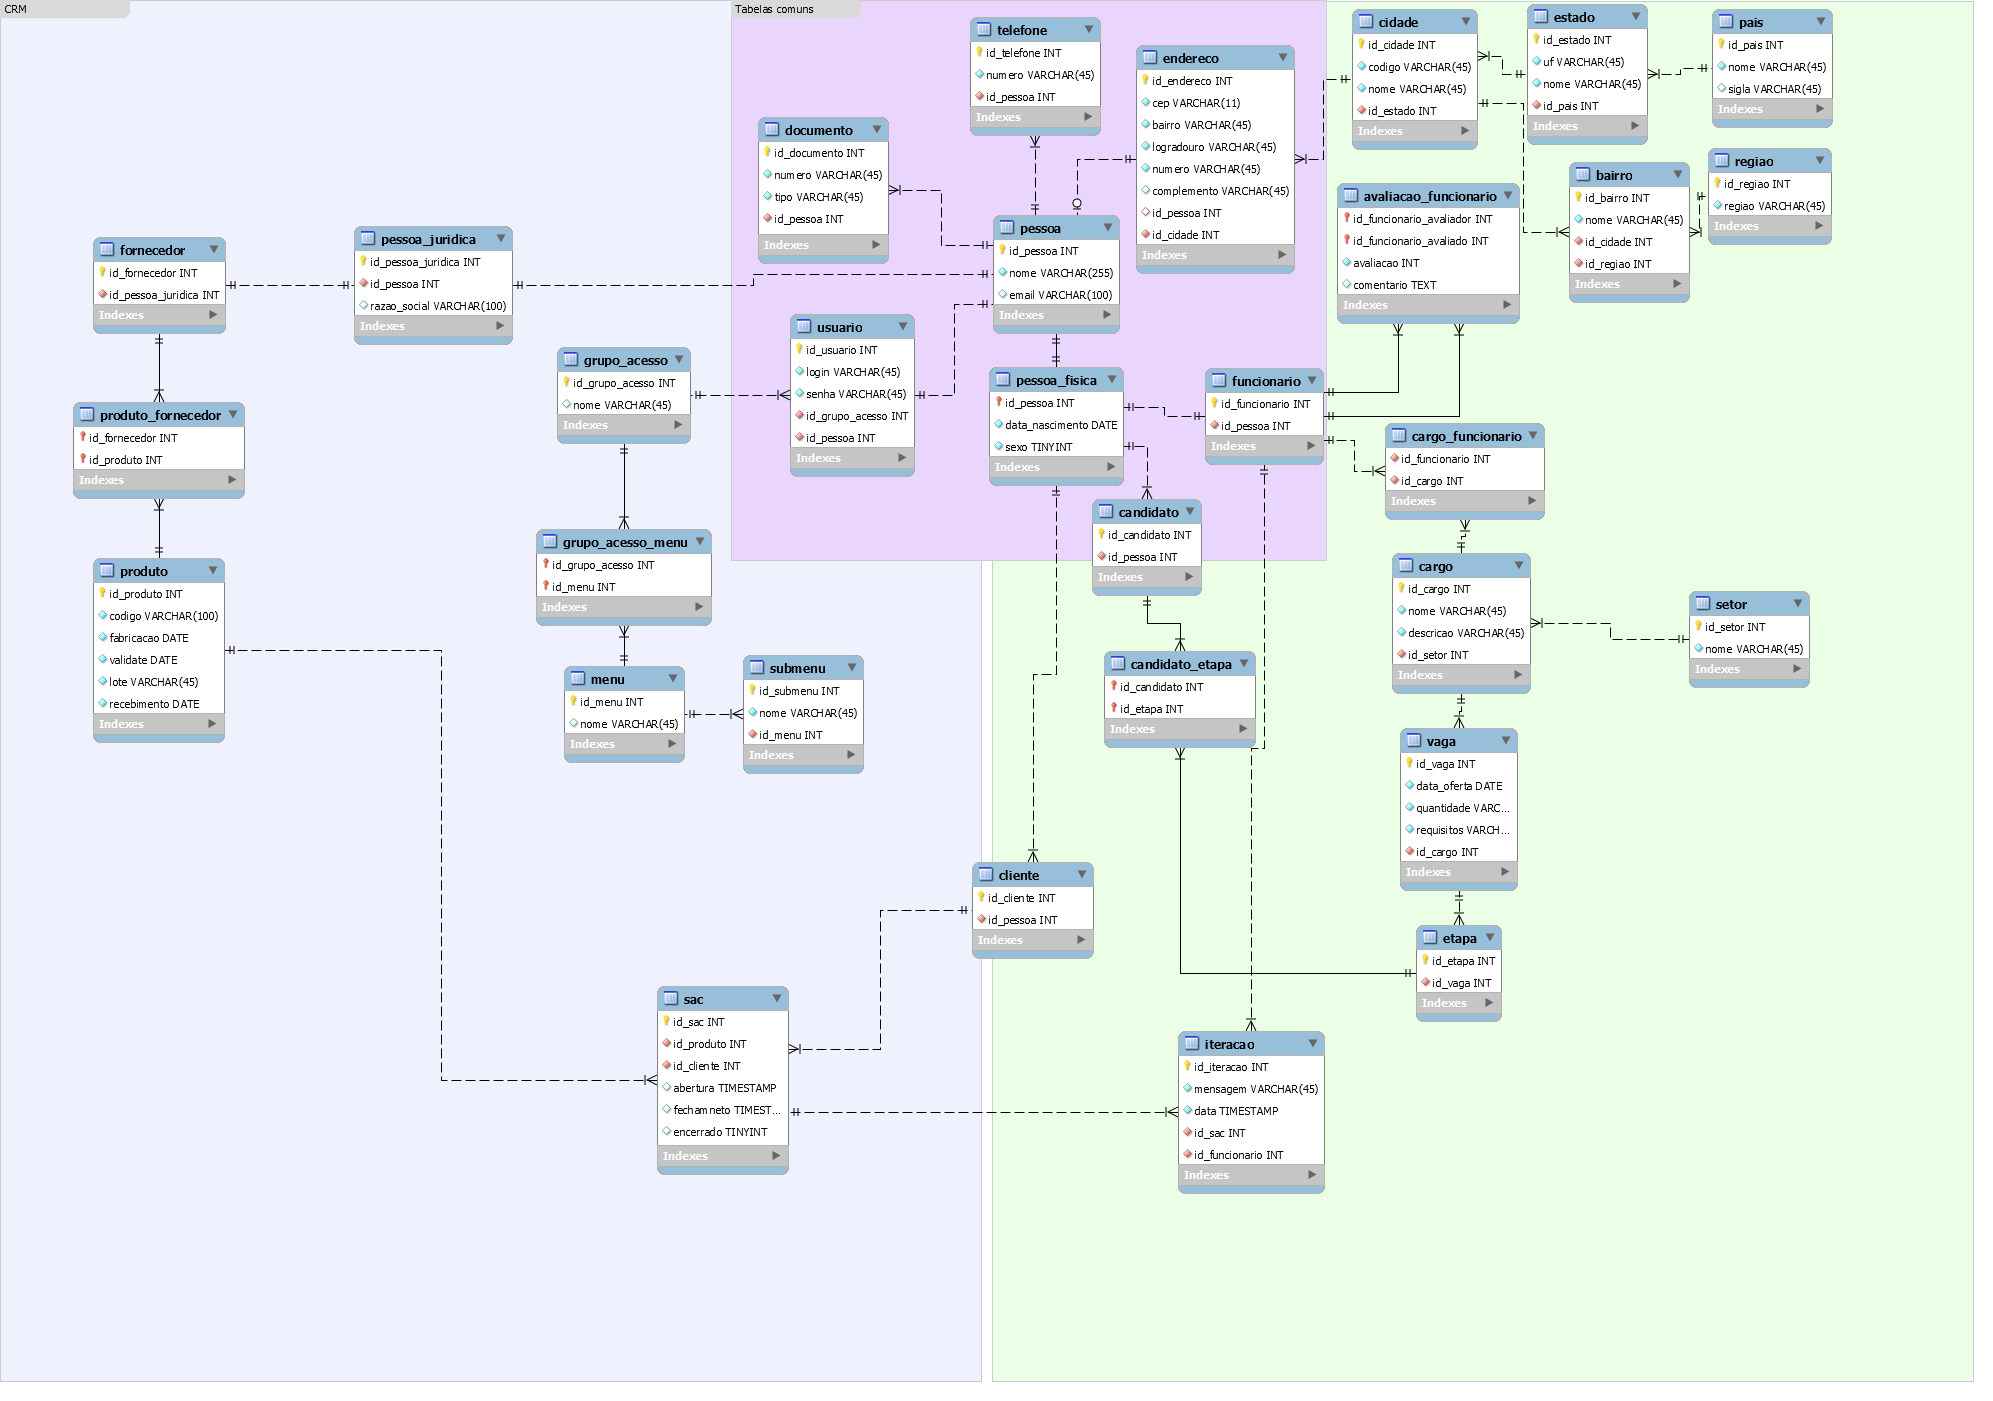 CRM
Tabelas comuns
telefone
id_telefone INT
numero VARCHAR(45)
id_pessoa INT
Indexes
endereco
id_endereco INT
cep VARCHAR(11)
bairro VARCHAR(45)
logradouro VARCHAR(45)
numero VARCHAR(45)
complemento VARCHAR(45)
id_pessoa INT
id_cidade INT
Indexes
cidade
id_cidade INT
codigo VARCHAR(45)
nome VARCHAR(45)
id_estado INT
Indexes
estado
id_estado INT
uf VARCHAR(45)
nome VARCHAR(45)
id_pais INT
Indexes
pais
id_pais INT
nome VARCHAR(45)
sigla VARCHAR(45)
Indexes
documento
id_documento INT
numero VARCHAR(45)
tipo VARCHAR(45)
id_pessoa INT
Indexes
avaliacao_funcionario
id_funcionario_avaliador INT
id_funcionario_avaliado INT
avaliacao INT
comentario TEXT
Indexes
bairro
id_bairro INT
nome VARCHAR(45)
id_cidade INT
id_regiao INT
Indexes
regiao
id_regiao INT
regiao VARCHAR(45)
Indexes
fornecedor
id_fornecedor INT
id_pessoa_juridica INT
Indexes
pessoa_juridica
id_pessoa_juridica INT
id_pessoa INT
razao_social VARCHAR(100)
Indexes
pessoa
id_pessoa INT
nome VARCHAR(255)
email VARCHAR(100)
Indexes
usuario
id_usuario INT
login VARCHAR(45)
senha VARCHAR(45)
id_grupo_acesso INT
id_pessoa INT
Indexes
grupo_acesso
id_grupo_acesso INT
nome VARCHAR(45)
Indexes
pessoa_fisica
id_pessoa INT
data_nascimento DATE
sexo TINYINT
Indexes
funcionario
id_funcionario INT
id_pessoa INT
Indexes
produto_fornecedor
id_fornecedor INT
id_produto INT
Indexes
cargo_funcionario
id_funcionario INT
id_cargo INT
Indexes
candidato
id_candidato INT
id_pessoa INT
Indexes
grupo_acesso_menu
id_grupo_acesso INT
id_menu INT
Indexes
produto
id_produto INT
codigo VARCHAR(100)
fabricacao DATE
validate DATE
lote VARCHAR(45)
recebimento DATE
Indexes
cargo
id_cargo INT
nome VARCHAR(45)
descricao VARCHAR(45)
id_setor INT
Indexes
setor
id_setor INT
nome VARCHAR(45)
Indexes
menu
id_menu INT
nome VARCHAR(45)
Indexes
submenu
id_submenu INT
nome VARCHAR(45)
id_menu INT
Indexes
candidato_etapa
id_candidato INT
id_etapa INT
Indexes
vaga
id_vaga INT
data_oferta DATE
quantidade VARC...
requisitos VARCH...
id_cargo INT
Indexes
cliente
id_cliente INT
id_pessoa INT
Indexes
etapa
id_etapa INT
id_vaga INT
Indexes
sac
id_sac INT
id_produto INT
id_cliente INT
abertura TIMESTAMP
fechamneto TIMEST...
encerrado TINYINT
Indexes
iteracao
id_iteracao INT
mensagem VARCHAR(45)
data TIMESTAMP
id_sac INT
id_funcionario INT
Indexes